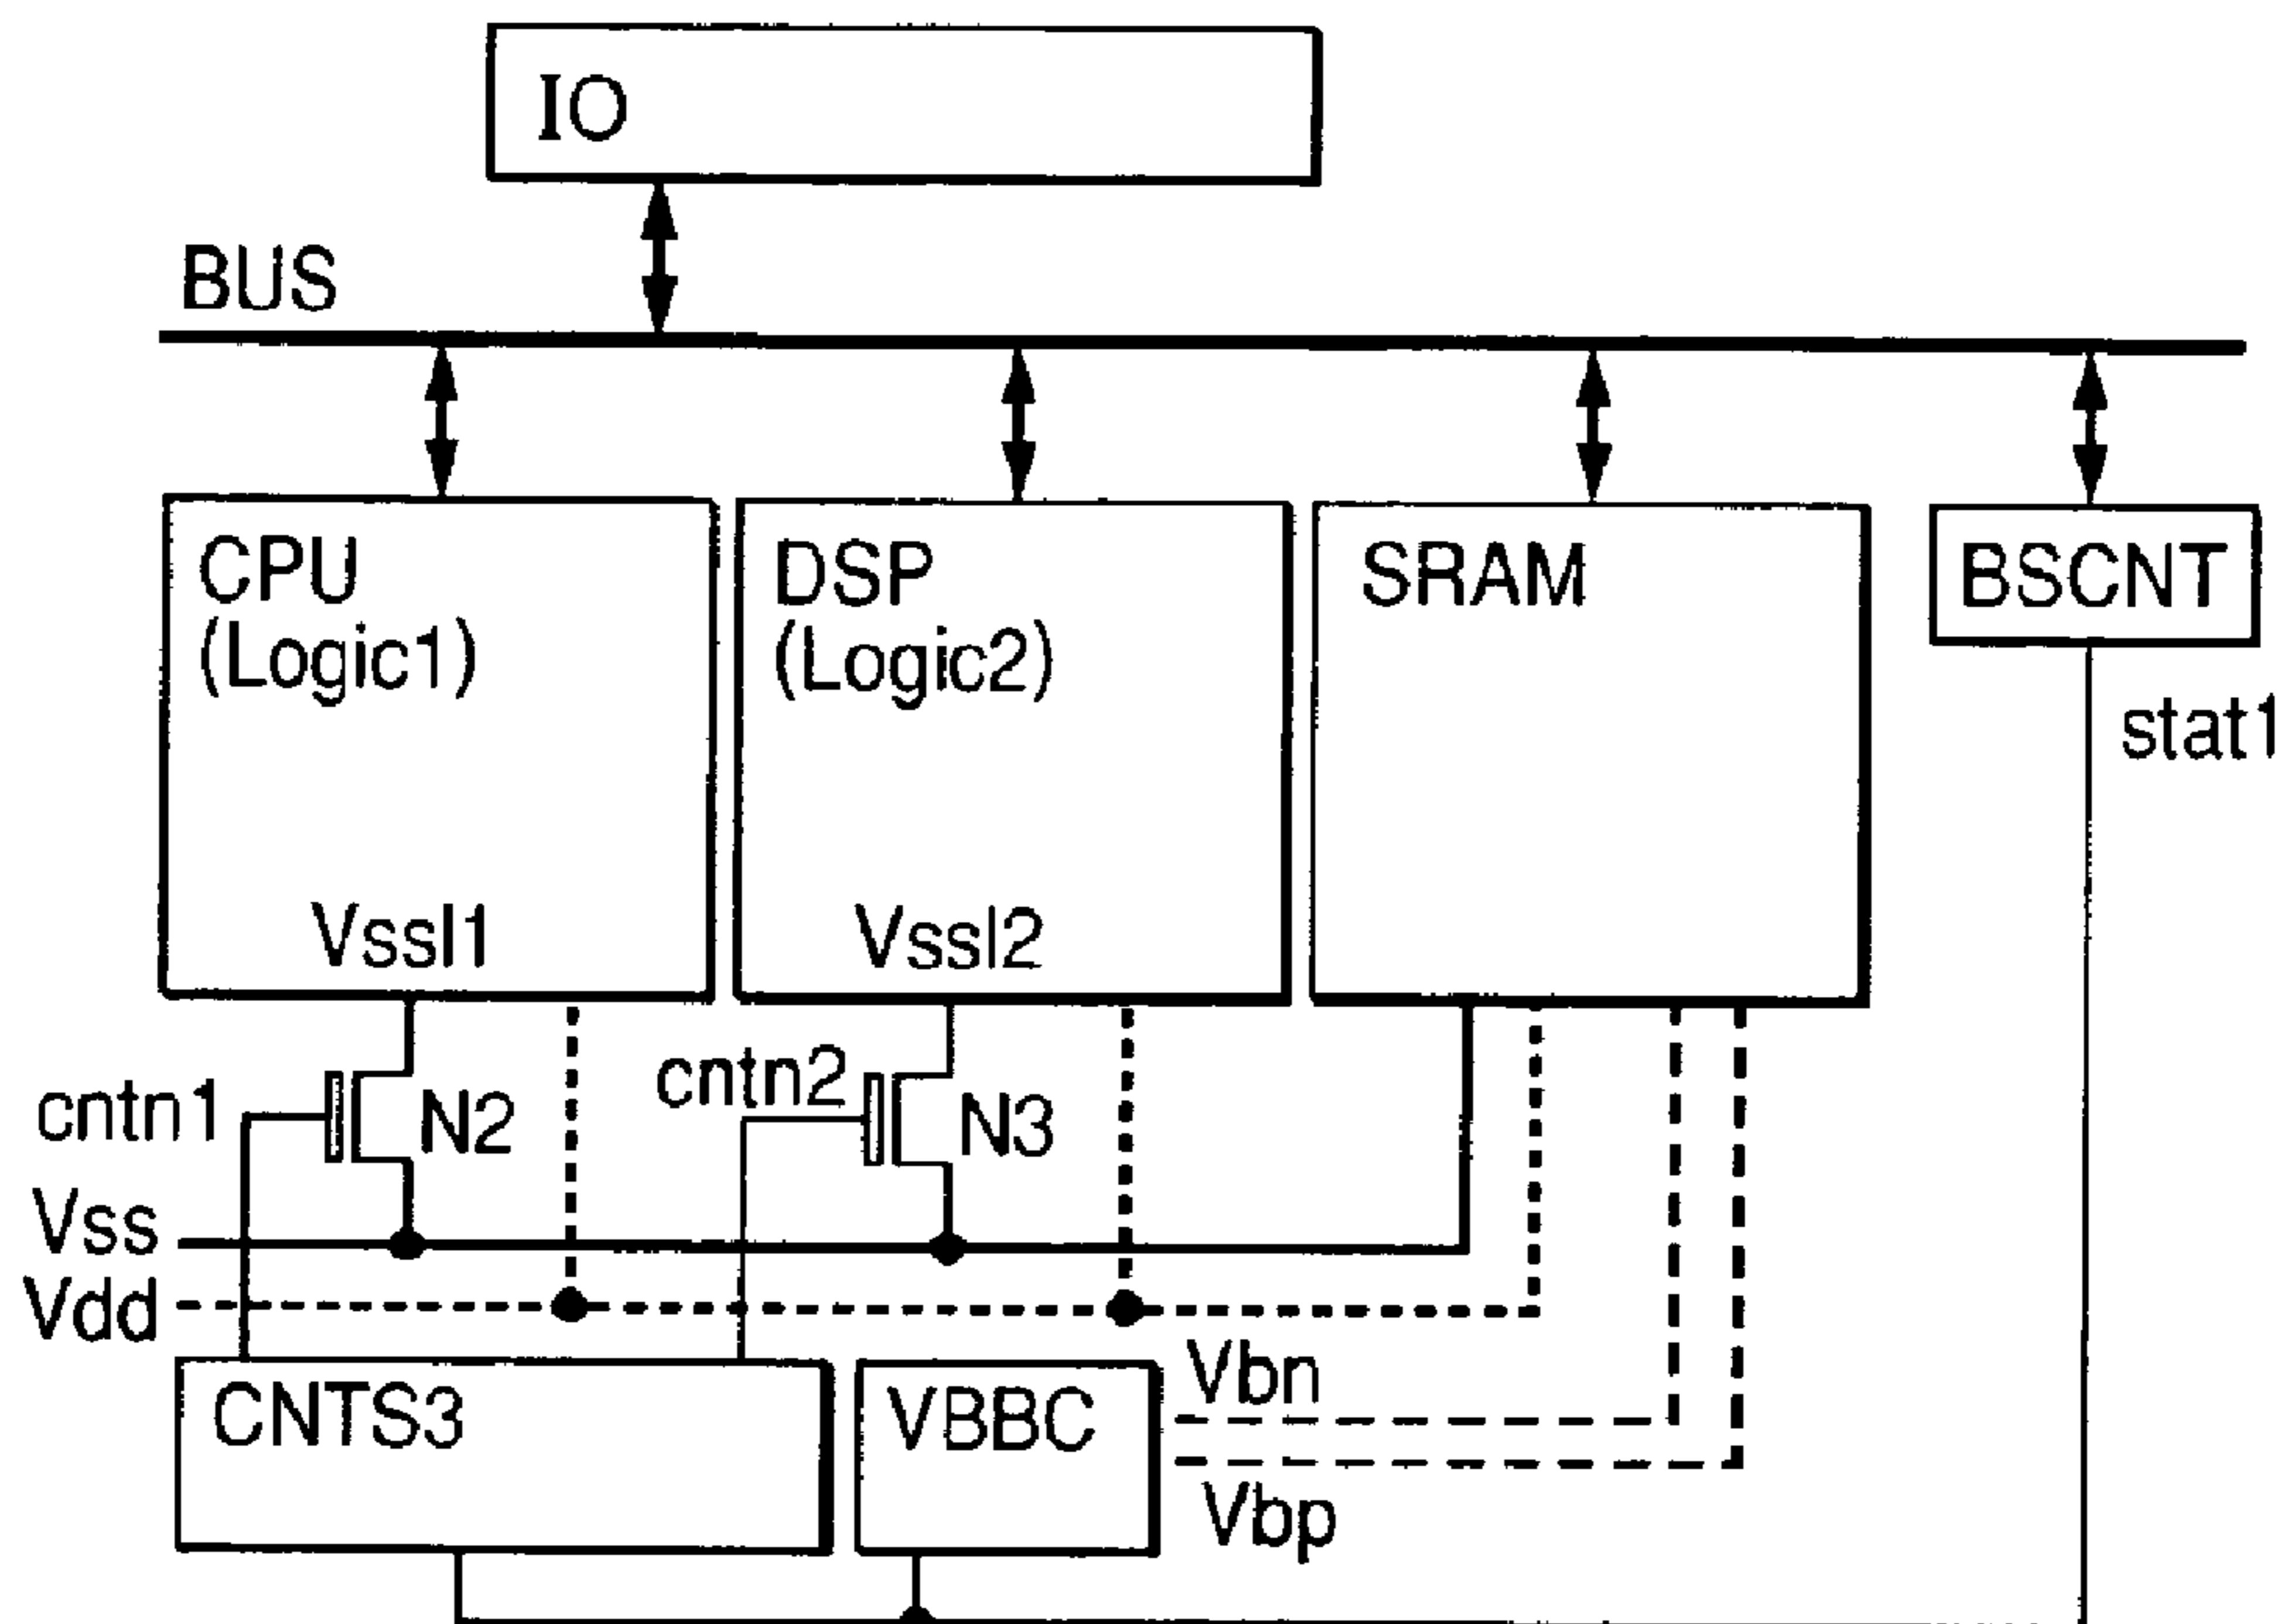 IO
BUS
CPU
(Logic1)
DSP
(Logic2)
SRAM
BSCNT
stat1
Vssl1
Vssl2
cntn1
N2
cntn2
N3
Vss
Vdd
CNTS3
VBBC
Vbn
Vbp